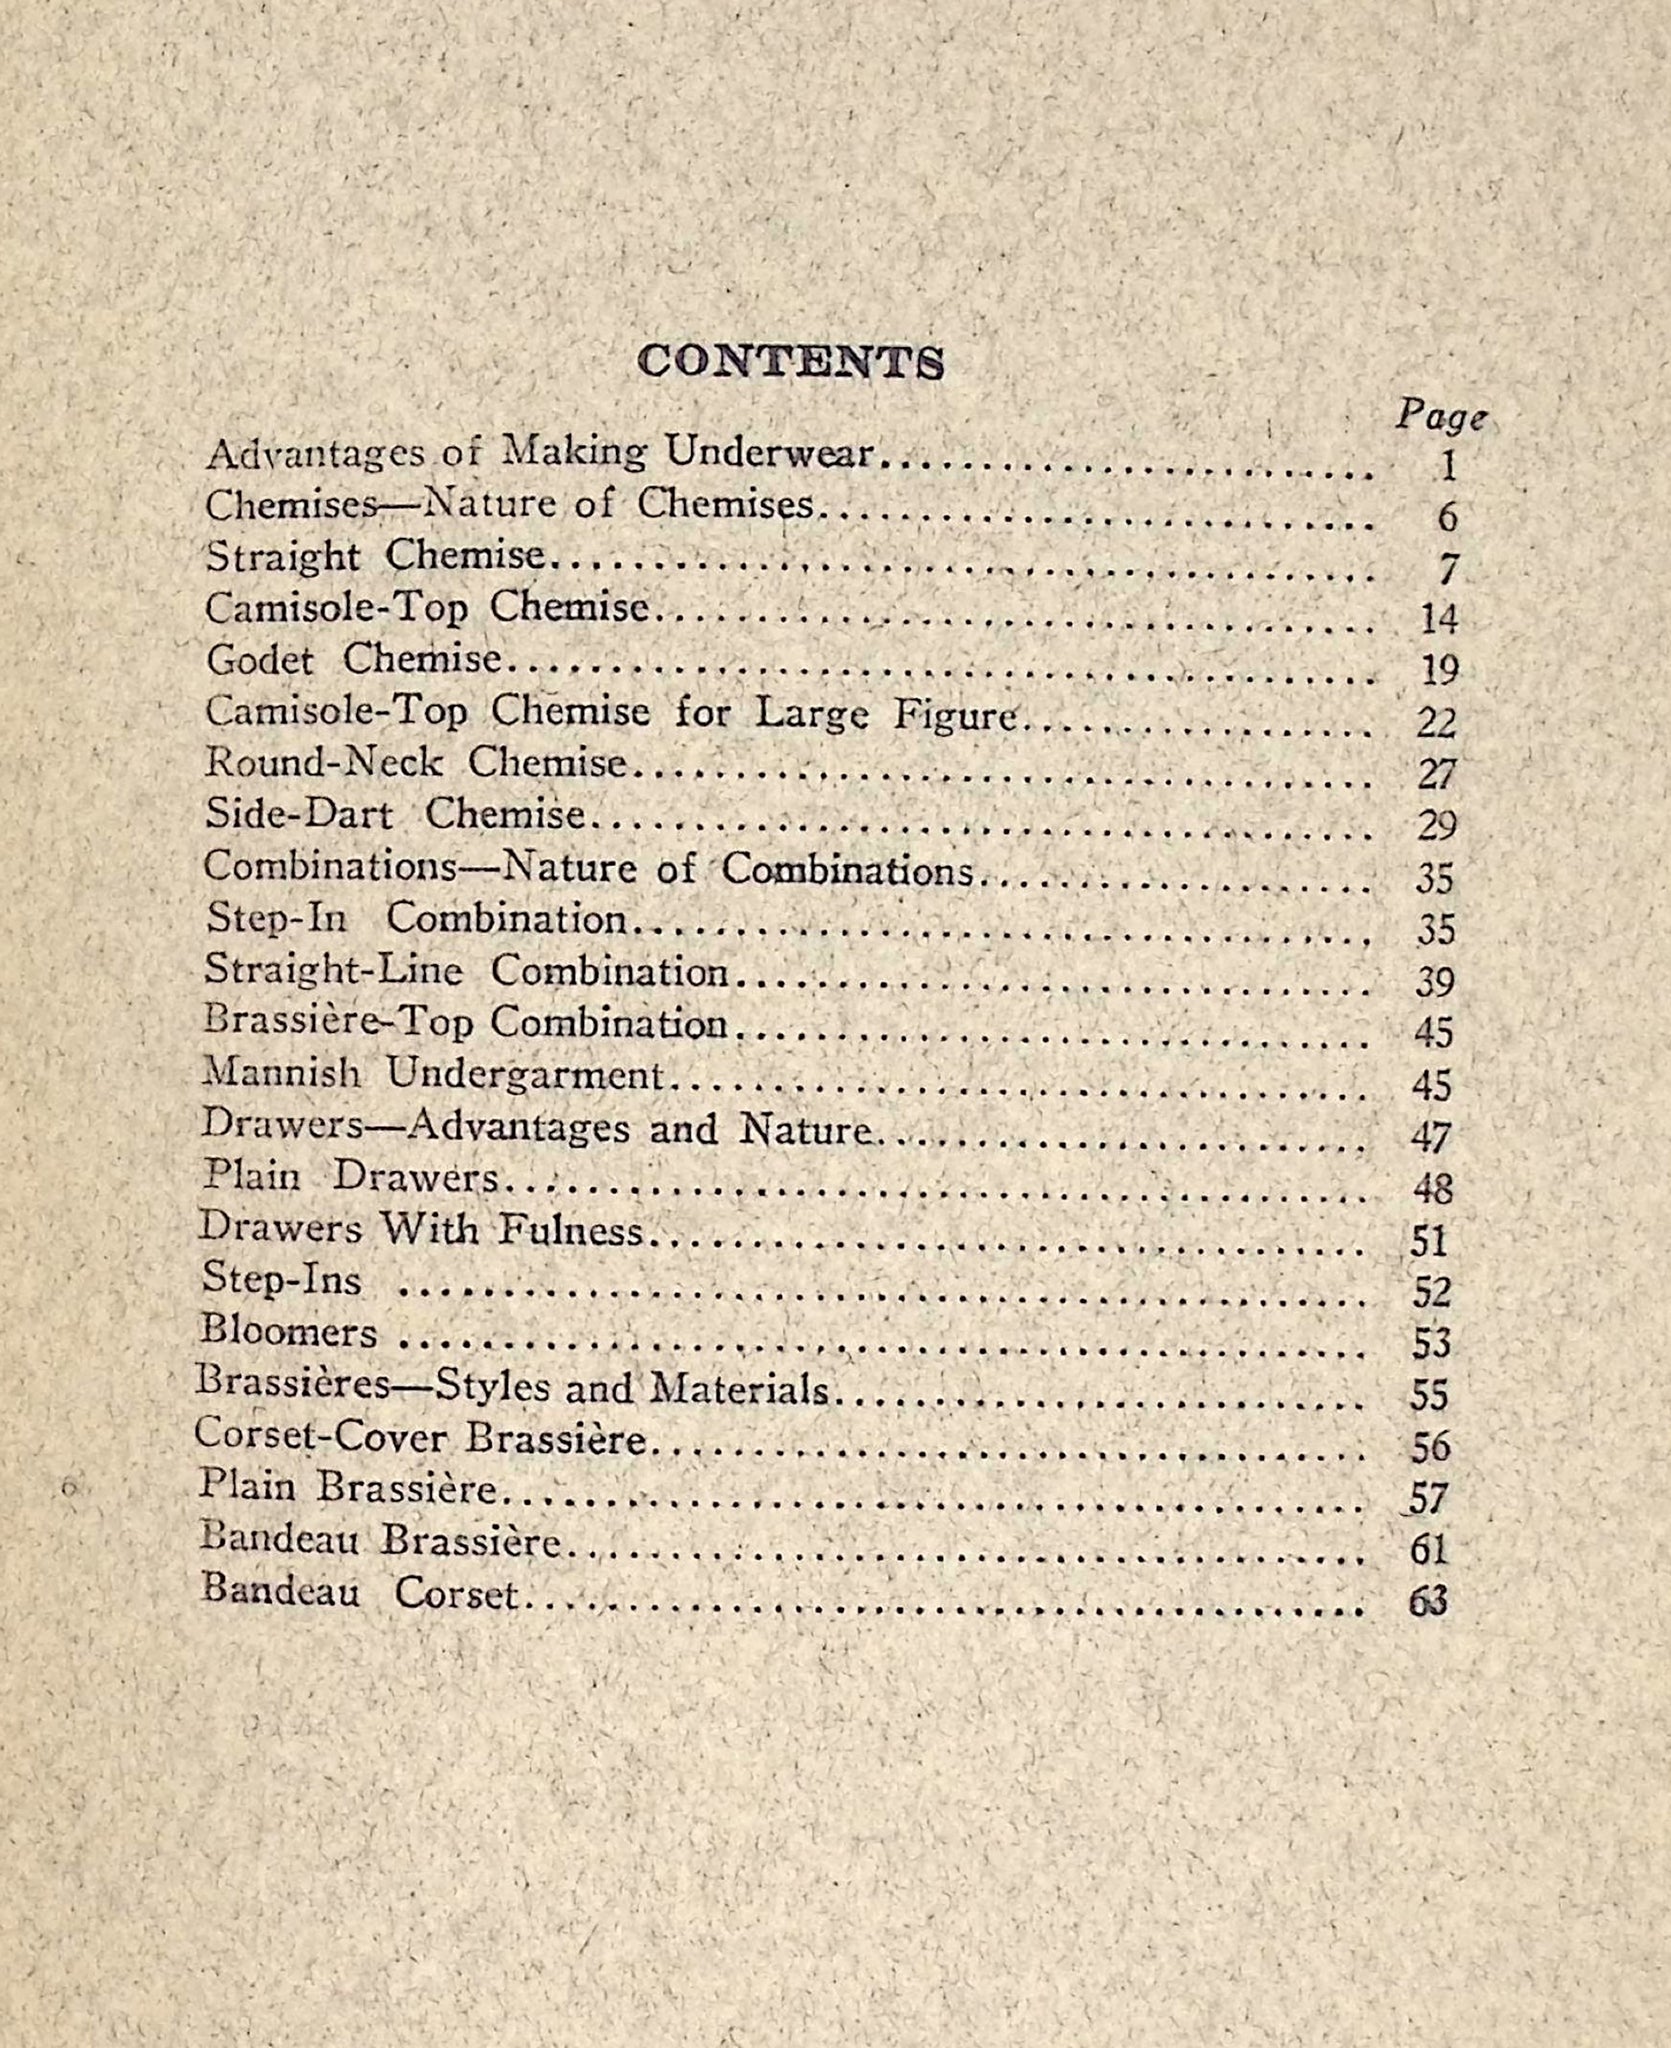 CONTENTS
Page
Advantages of Making Underwear........................ 1
Chemises—Nature of Chemises........................... 6
Straight Chemise........................................ 7
Camisole-Top Chemise................................... 14
Godet Chemise.......................................... 19
Camisole-Top Chemise for Large Figure................. 22
Round-Neck Chemise.................................... 27
Side-Dart Chemise...................................... 29
Combinations—Nature of Combinations................... 35
Step-In Combination.................................... 35
Straight-Line Combination............................... 39
Brassière-Top Combination............................... 45
Mannish Undergarment.................................. 45
Drawers—Advantages and Nature........................ 47
Plain Drawers.......................................... 48
Drawers With Fulness................................... 51
Step-Ins ............................................... 52
Bloomers ............................................... 53
Brassières—Styles and Materials.......................... 55
Corset-Cover Brassière................................... 56
Plain Brassière.......................................... 57
Bandeau Brassière....................................... 61
Bandeau Corset......................................... 63